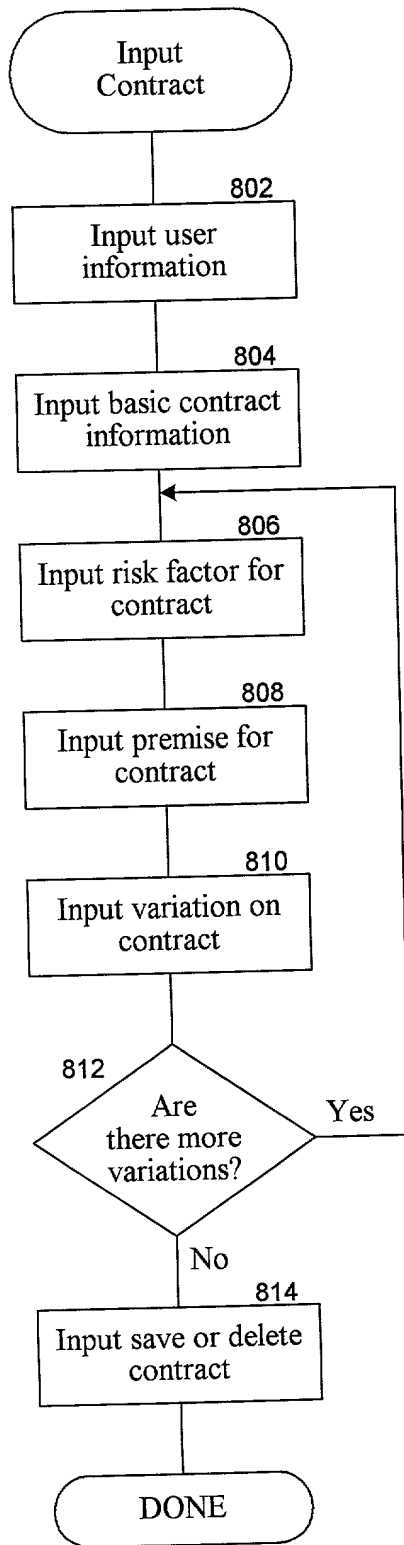 Input
Contract
802
Input user
information
804
Input basic contract
information
806
Input risk factor for
contract
808
Input premise for
contract
810
Input variation on
contract
812
Are
there more
variations?
Yes
No
814
Input save or delete
contract
DONE